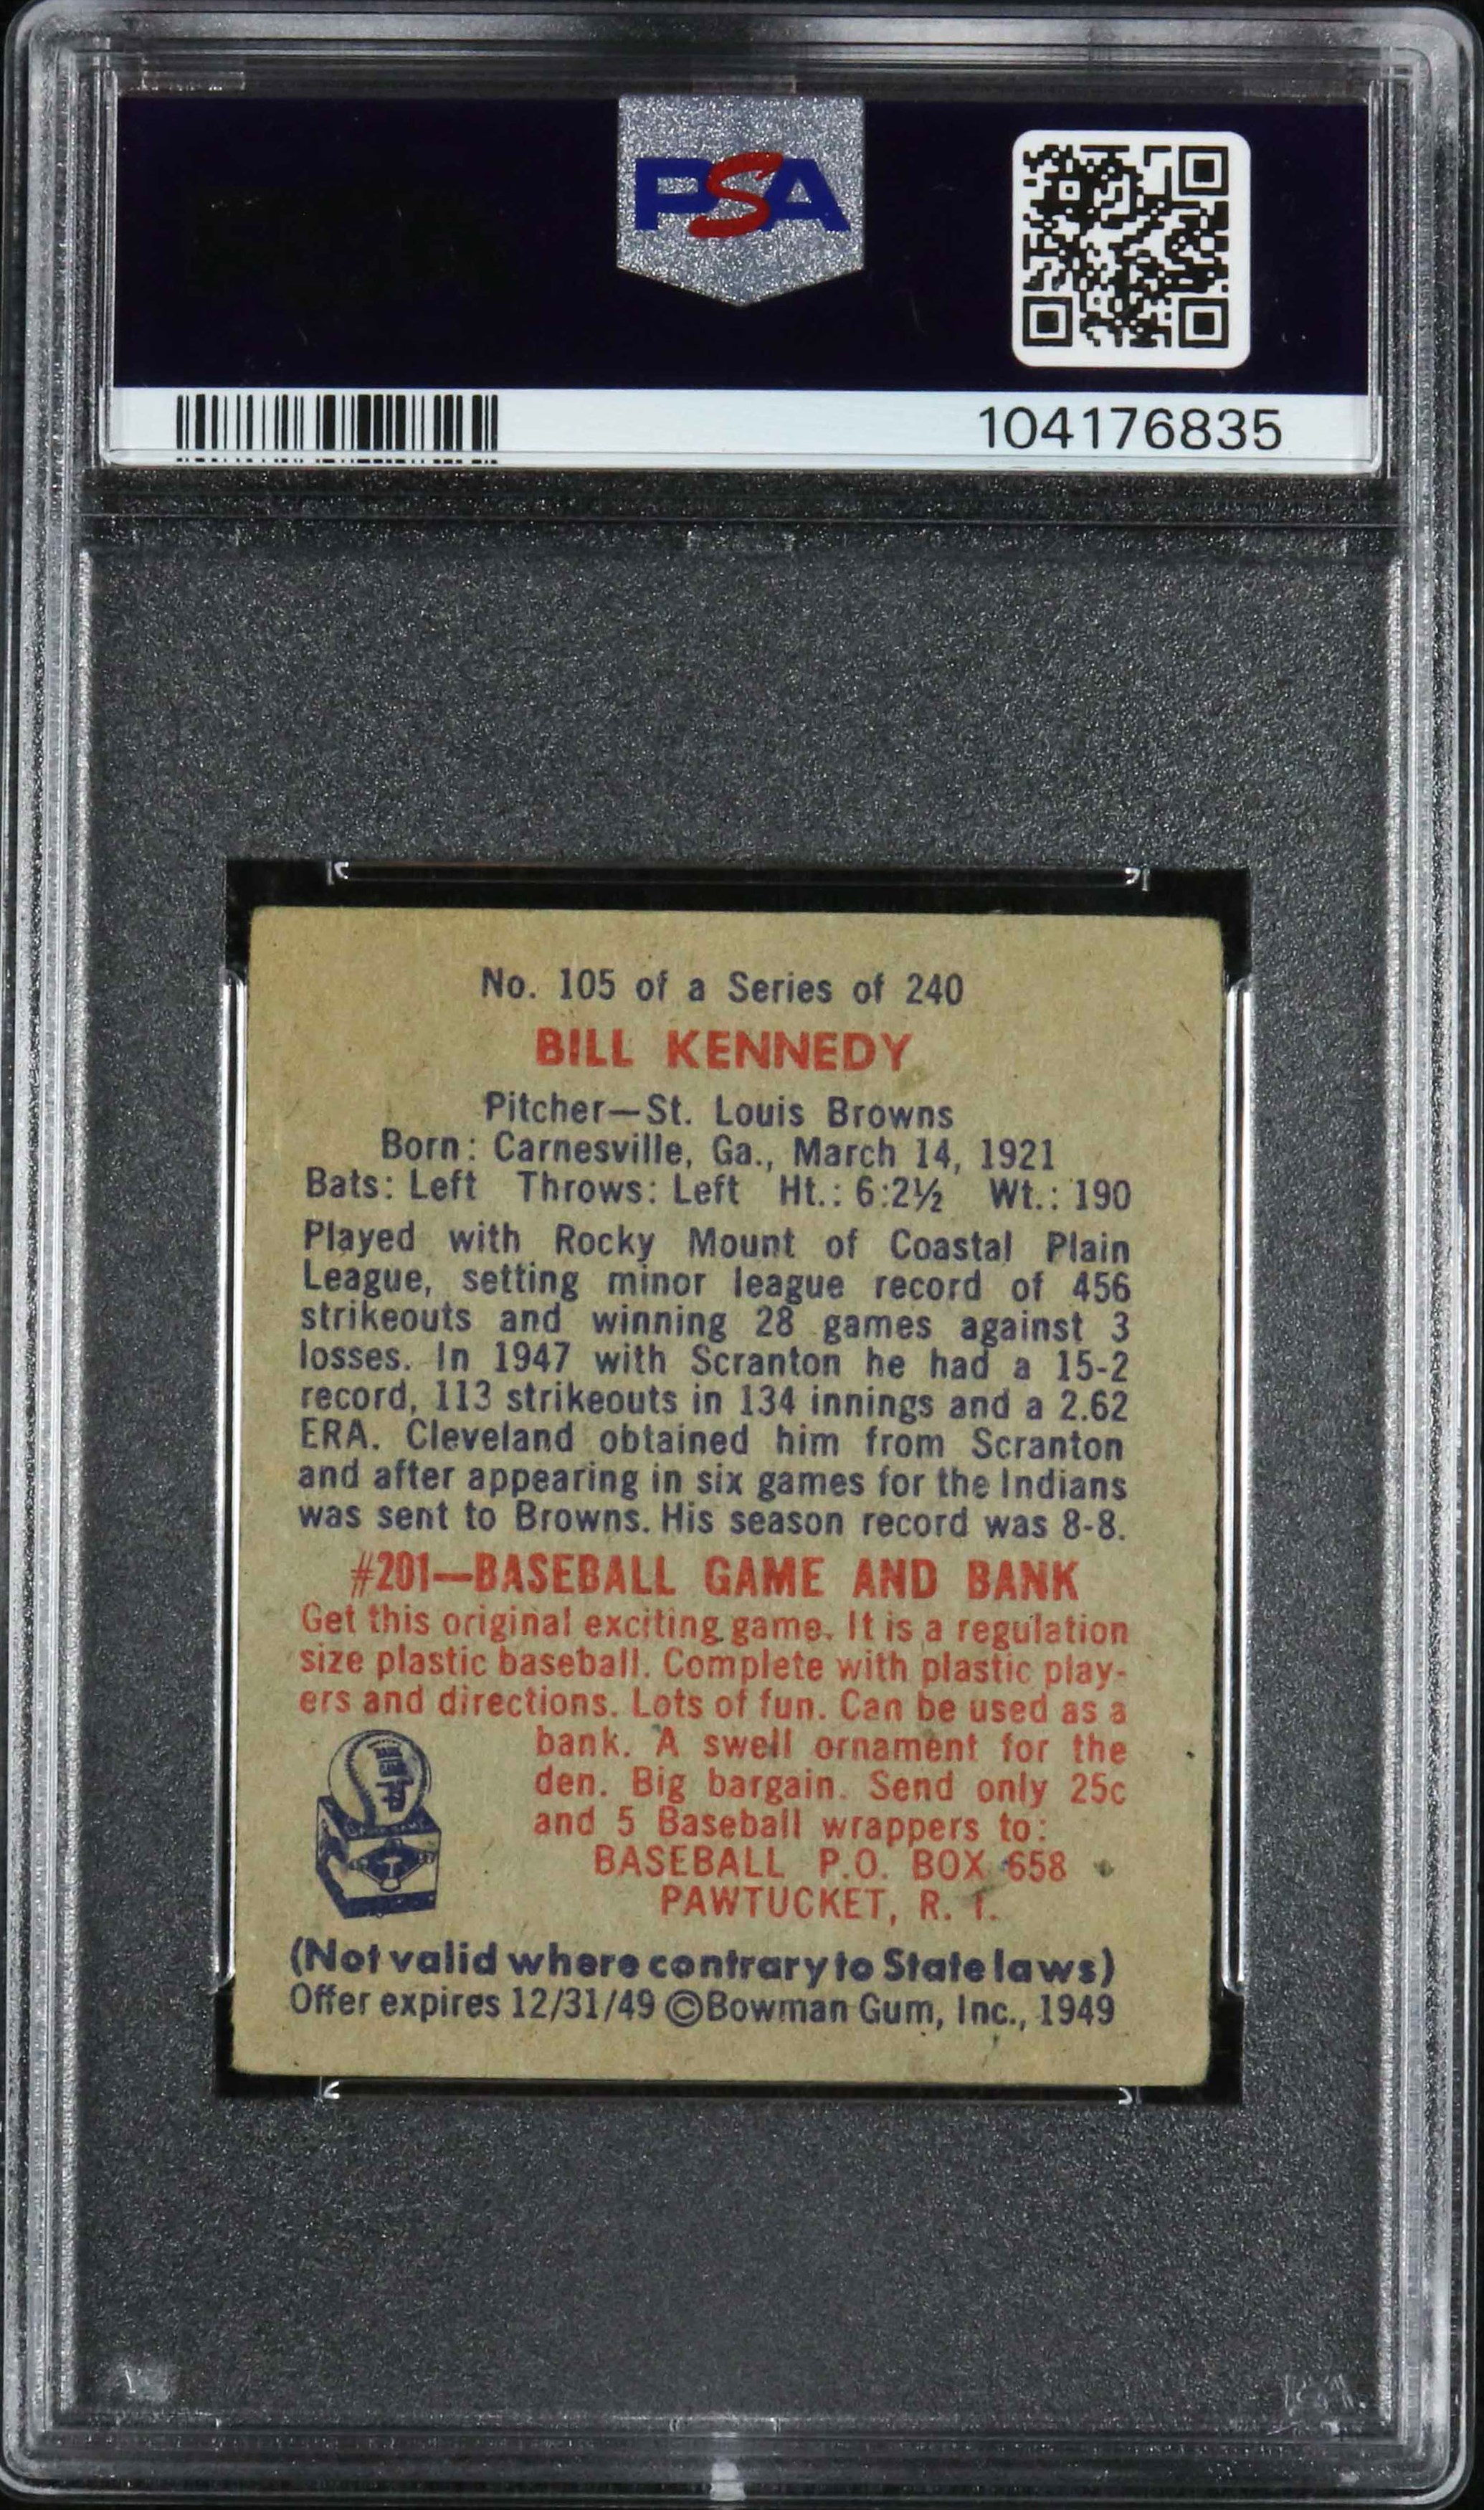 PSA
104176835
No. 105 of a Series of 240
BILL KENNEDY
Pitcher—St. Louis Browns
Born: Carnesville, Ga., March 14, 1921
Bats: Left Throws: Left Ht.: 6:2½ Wt.: 190
Played with Rocky Mount of Coastal Plain
League, setting minor league record of 456
strikeouts and winning 28 games against 3
losses. In 1947 with Scranton he had a 15-2
record, 113 strikeouts in 134 innings and a 2.62
ERA. Cleveland obtained him from Scranton
and after appearing in six games for the Indians
was sent to Browns. His season record was 8-8.
#201—BASEBALL GAME AND BANK
Get this original exciting game. It is a regulation
size plastic baseball. Complete with plastic play-
ers and directions. Lots of fun. Can be used as a
bank. A swell ornament for the
den. Big bargain. Send only 25c
and 5 Baseball wrappers to:
BASEBALL P.O. BOX 658
PAWTUCKET, R. I.
(Not valid where contrary to State laws)
Offer expires 12/31/49 ©Bowman Gum, Inc., 1949